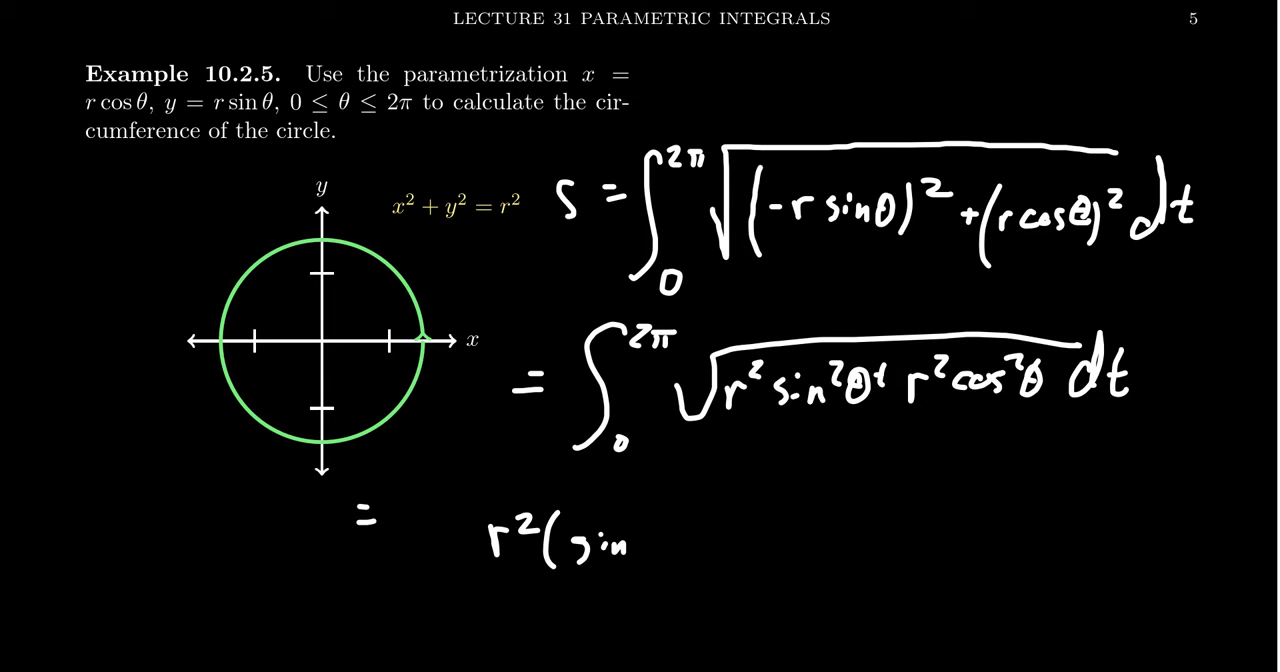 LECTURE 31 PARAMETRIC INTEGRALS 5
Example 10.2.5. Use the parametrization x =
r cos θ, y = r sin θ, 0 ≤ θ ≤ 2π to calculate the cir-
cumference of the circle.
y
x² + y² = r²
x
S = ∫₀^2π √((-r sinθ)² + (r cosθ)²) dt
= ∫₀^2π √(r² sin²θ + r² cos²θ) dt
= r²(sin